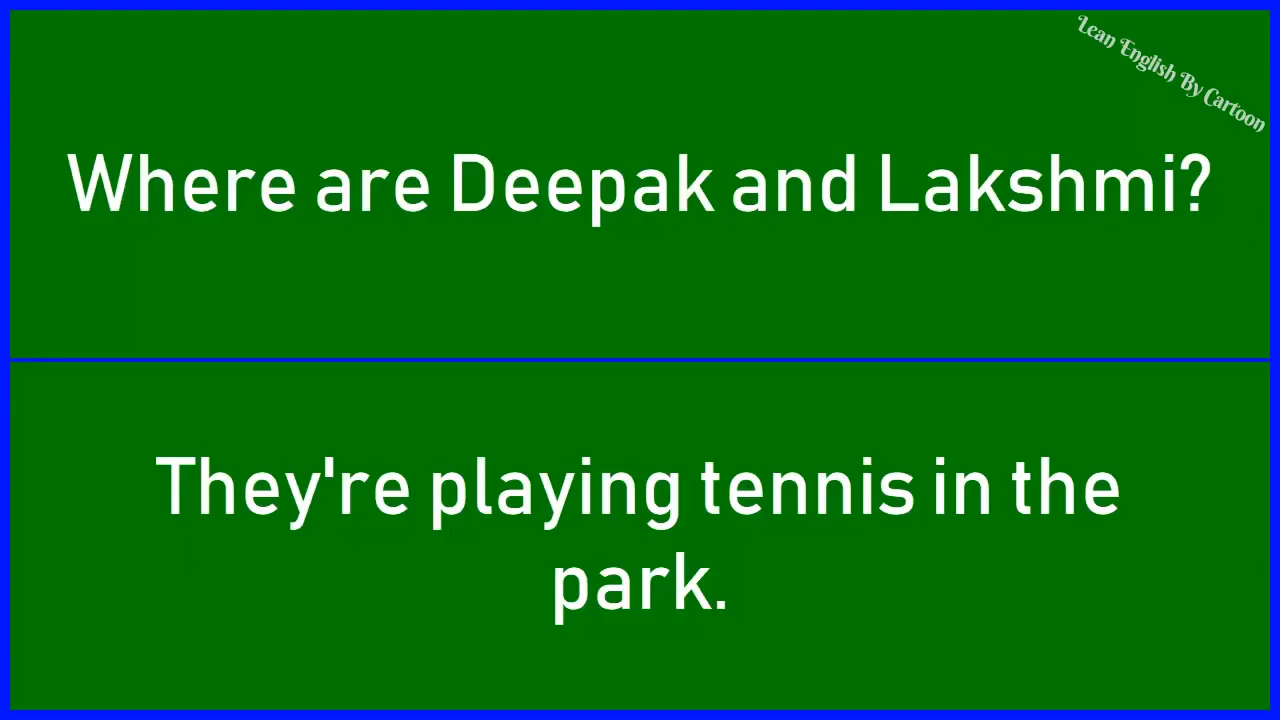 Lean English By Cartoon
Where are Deepak and Lakshmi?
They're playing tennis in the
park.